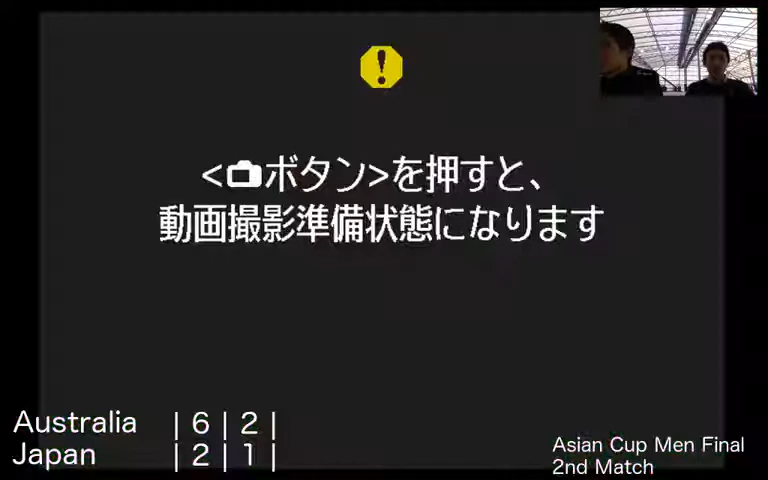 <ボタン>を押すと、
動画撮影準備状態になります
Australia | 6 | 2 |
Japan | 2 | 1 |
Asian Cup Men Final
2nd Match